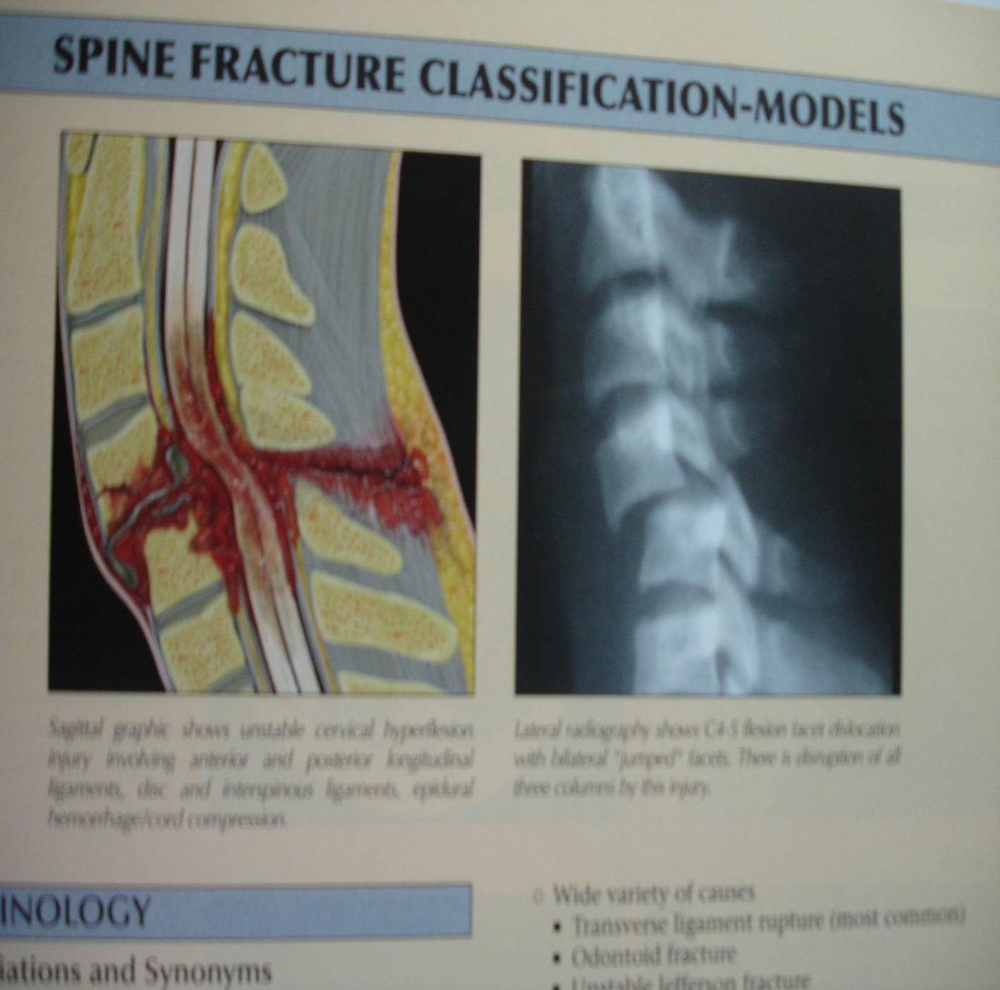 SPINE FRACTURE CLASSIFICATION-MODELS
Sagittal graphic shows unstable cervical hyperflexion
injury involving anterior and posterior longitudinal
ligaments, disc and interspinous ligaments, epidural
hemorrhage/cord compression.
Lateral radiography shows C4-5 flexion facet dislocation
with bilateral "jumped" facets. There is disruption of all
three columns by this injury.
INOLOGY
iations and Synonyms
○ Wide variety of causes
▪ Transverse ligament rupture (most common)
▪ Odontoid fracture
▪ Unstable Jefferson fracture